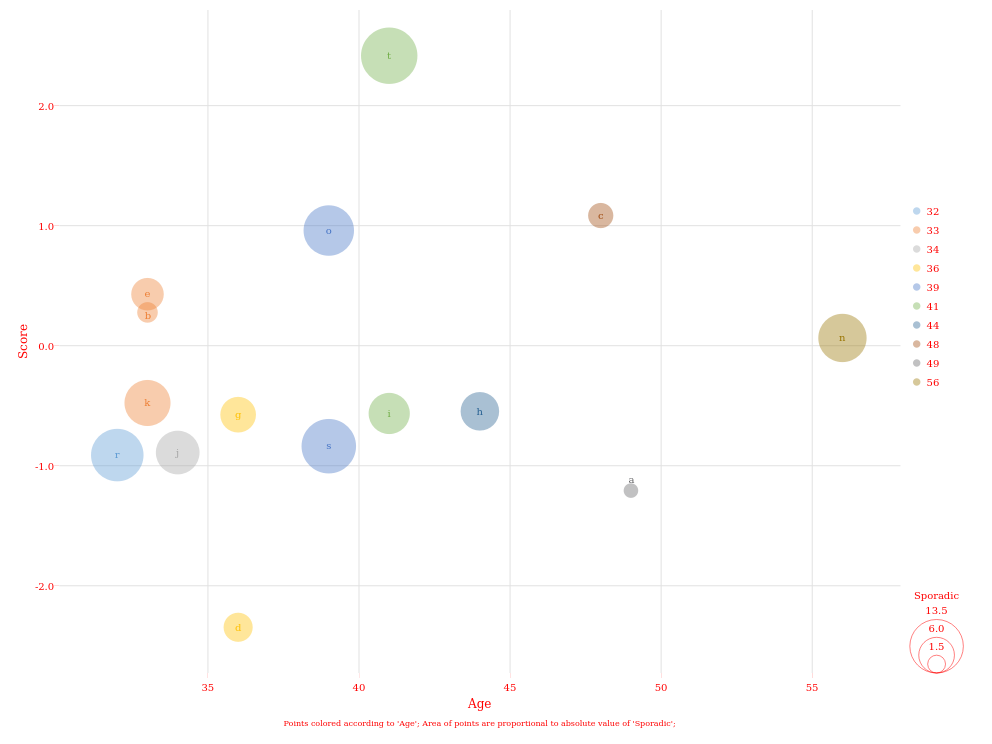 t
2.0
c
1.0
o
e
b
Score
0.0
n
k
g
i
h
r
j
s
-1.0
a
-2.0
d
35
40
45
50
55
Age
32
33
34
36
39
41
44
48
49
56
Sporadic
13.5
6.0
1.5
Points colored according to 'Age'; Area of points are proportional to absolute value of 'Sporadic';